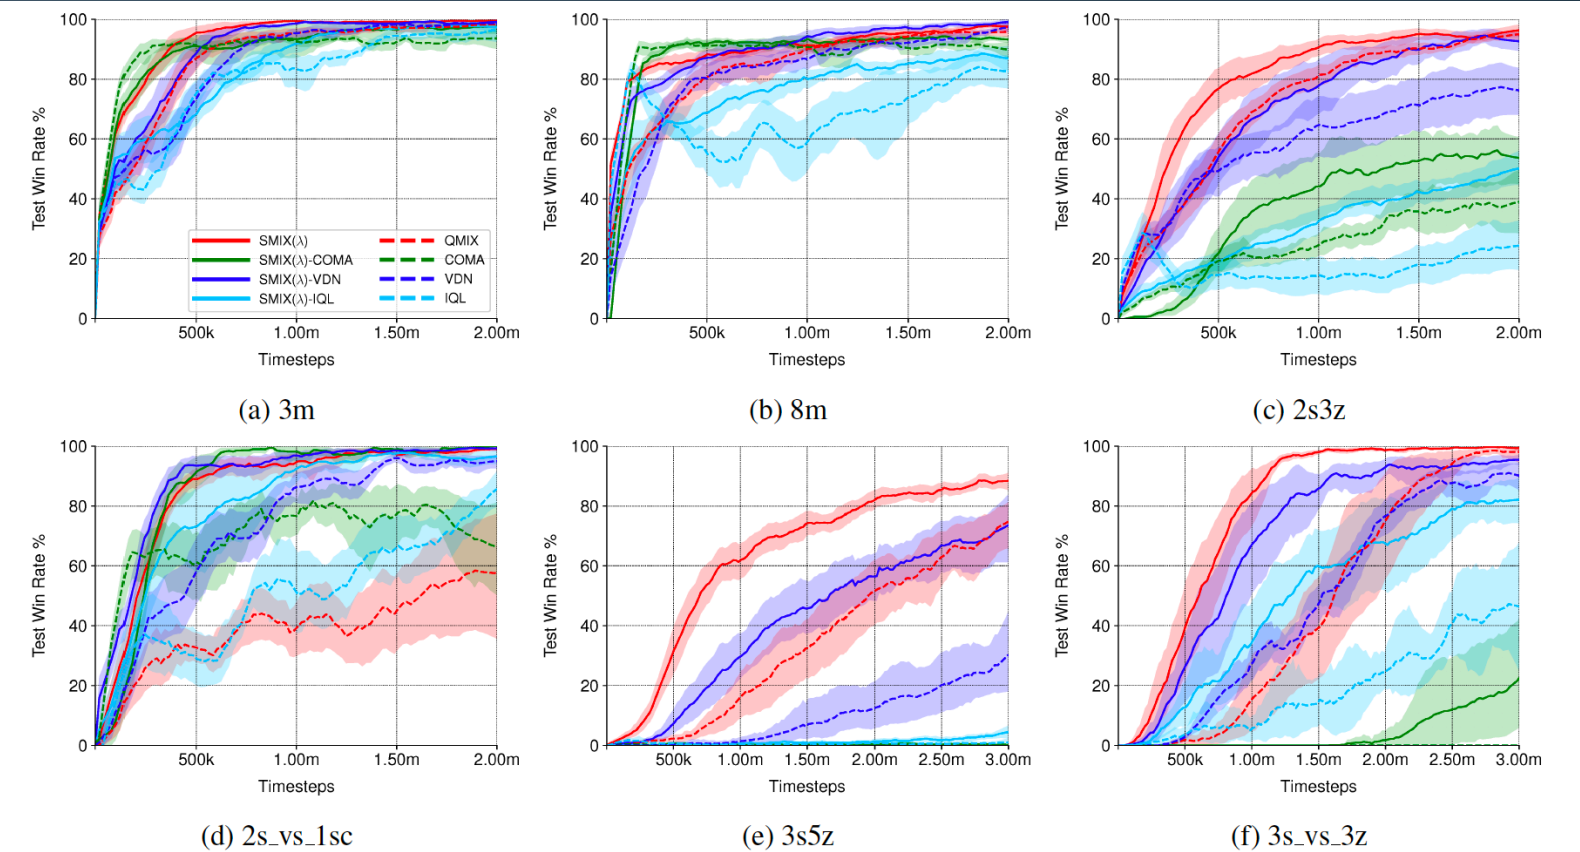 100
80
60
40
20
0
Test Win Rate %
SMIX(λ)
SMIX(λ)-COMA
SMIX(λ)-VDN
SMIX(λ)-IQL
QMIX
COMA
VDN
IQL
500k 1.00m 1.50m 2.00m
Timesteps
(a) 3m
100
80
60
40
20
0
Test Win Rate %
500k 1.00m 1.50m 2.00m
Timesteps
(b) 8m
100
80
60
40
20
0
Test Win Rate %
500k 1.00m 1.50m 2.00m
Timesteps
(c) 2s3z
100
80
60
40
20
0
Test Win Rate %
500k 1.00m 1.50m 2.00m
Timesteps
(d) 2s_vs_1sc
100
80
60
40
20
0
Test Win Rate %
500k 1.00m 1.50m 2.00m 2.50m 3.00m
Timesteps
(e) 3s5z
100
80
60
40
20
0
Test Win Rate %
500k 1.00m 1.50m 2.00m 2.50m 3.00m
Timesteps
(f) 3s_vs_3z